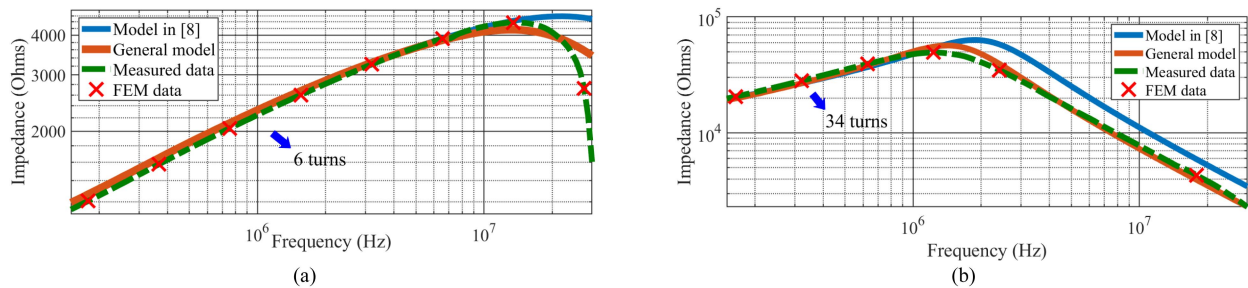 Model in [8]
General model
Measured data
FEM data
4000
3000
2000
Impedance (Ohms)
6 turns
10^6
10^7
Frequency (Hz)
(a)
10^5
10^4
Impedance (Ohms)
Model in [8]
General model
Measured data
FEM data
34 turns
10^6
10^7
Frequency (Hz)
(b)